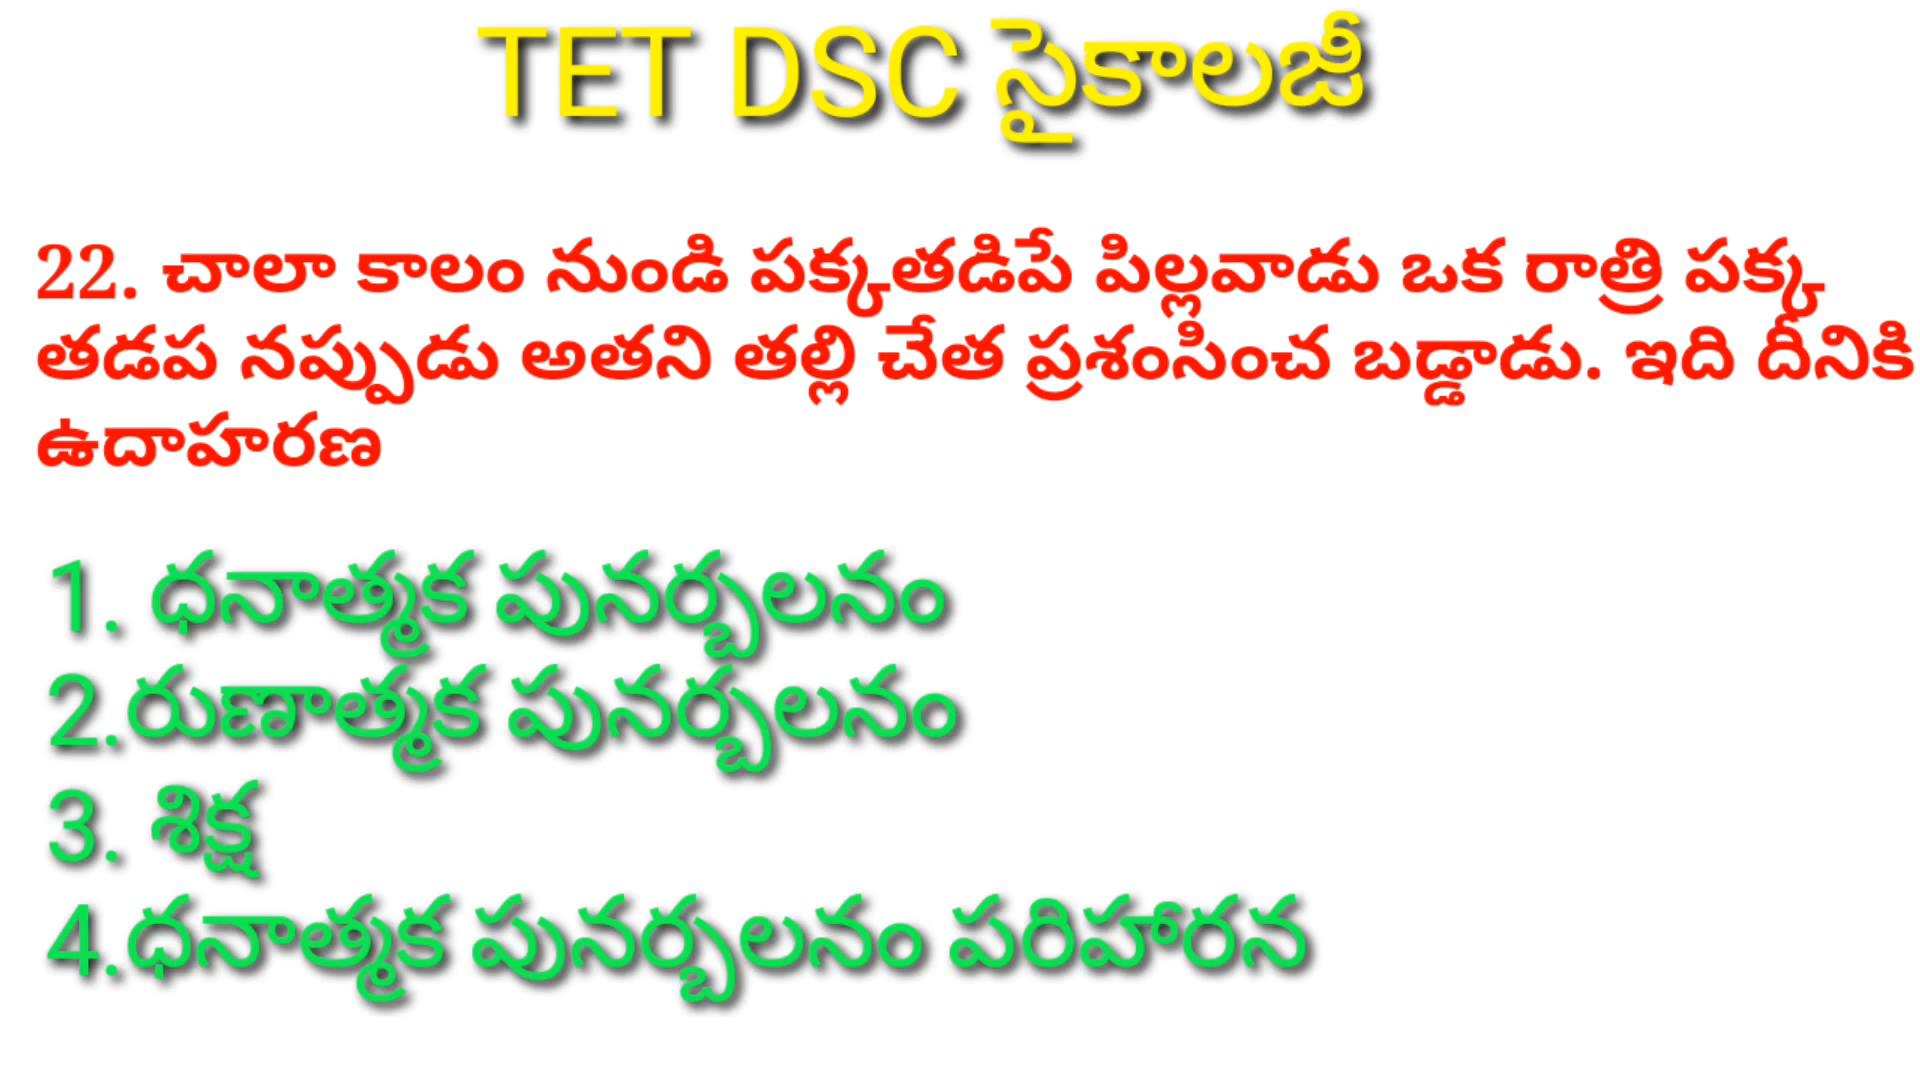 TET DSC సైకాలజీ
22. చాలా కాలం నుండి పక్కతడిపే పిల్లవాడు ఒక రాత్రి పక్క
తడప నప్పుడు అతని తల్లి చేత ప్రశంసించ బడ్డాడు. ఇది దీనికి
ఉదాహరణ
1. ధనాత్మక పునర్బలనం
2.రుణాత్మక పునర్బలనం
3. శిక్ష
4.ధనాత్మక పునర్బలనం పరిహారన